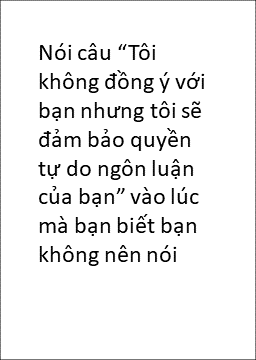 Nói câu “Tôi
không đồng ý với
bạn nhưng tôi sẽ
đảm bảo quyền
tự do ngôn luận
của bạn” vào lúc
mà bạn biết bạn
không nên nói